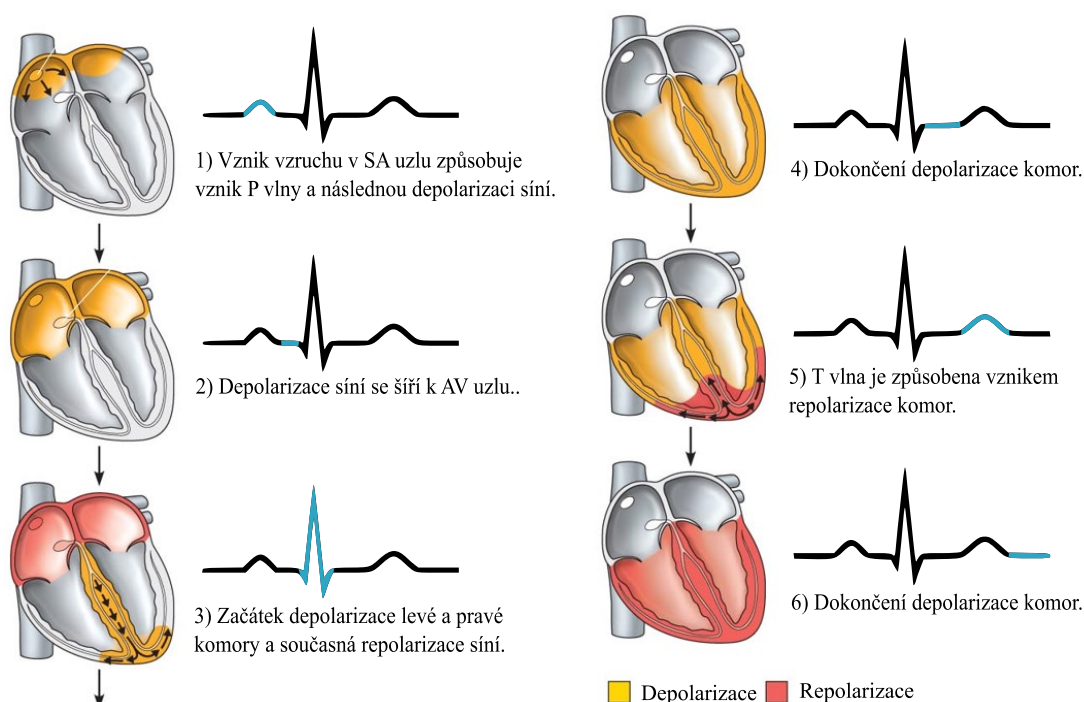 1) Vznik vzruchu v SA uzlu způsobuje
vznik P vlny a následnou depolarizaci síní.
2) Depolarizace síní se šíří k AV uzlu..
3) Začátek depolarizace levé a pravé
komory a současná repolarizace síní.
4) Dokončení depolarizace komor.
5) T vlna je způsobena vznikem
repolarizace komor.
6) Dokončení depolarizace komor.
Depolarizace
Repolarizace